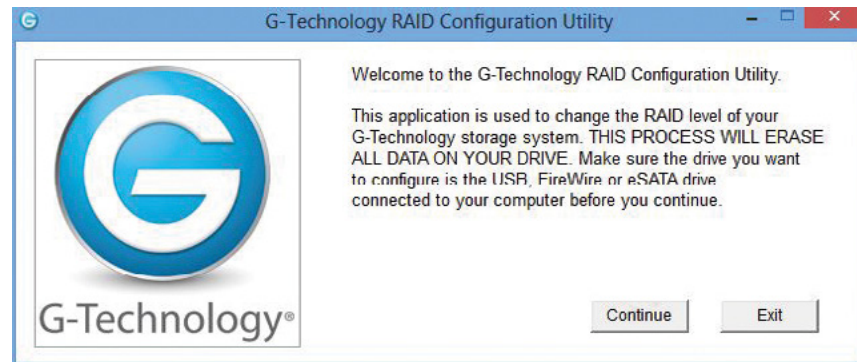 G-Technology RAID Configuration Utility
Welcome to the G-Technology RAID Configuration Utility.
This application is used to change the RAID level of your
G-Technology storage system. THIS PROCESS WILL ERASE
ALL DATA ON YOUR DRIVE. Make sure the drive you want
to configure is the USB, FireWire or eSATA drive
connected to your computer before you continue.
G-Technology®
Continue
Exit